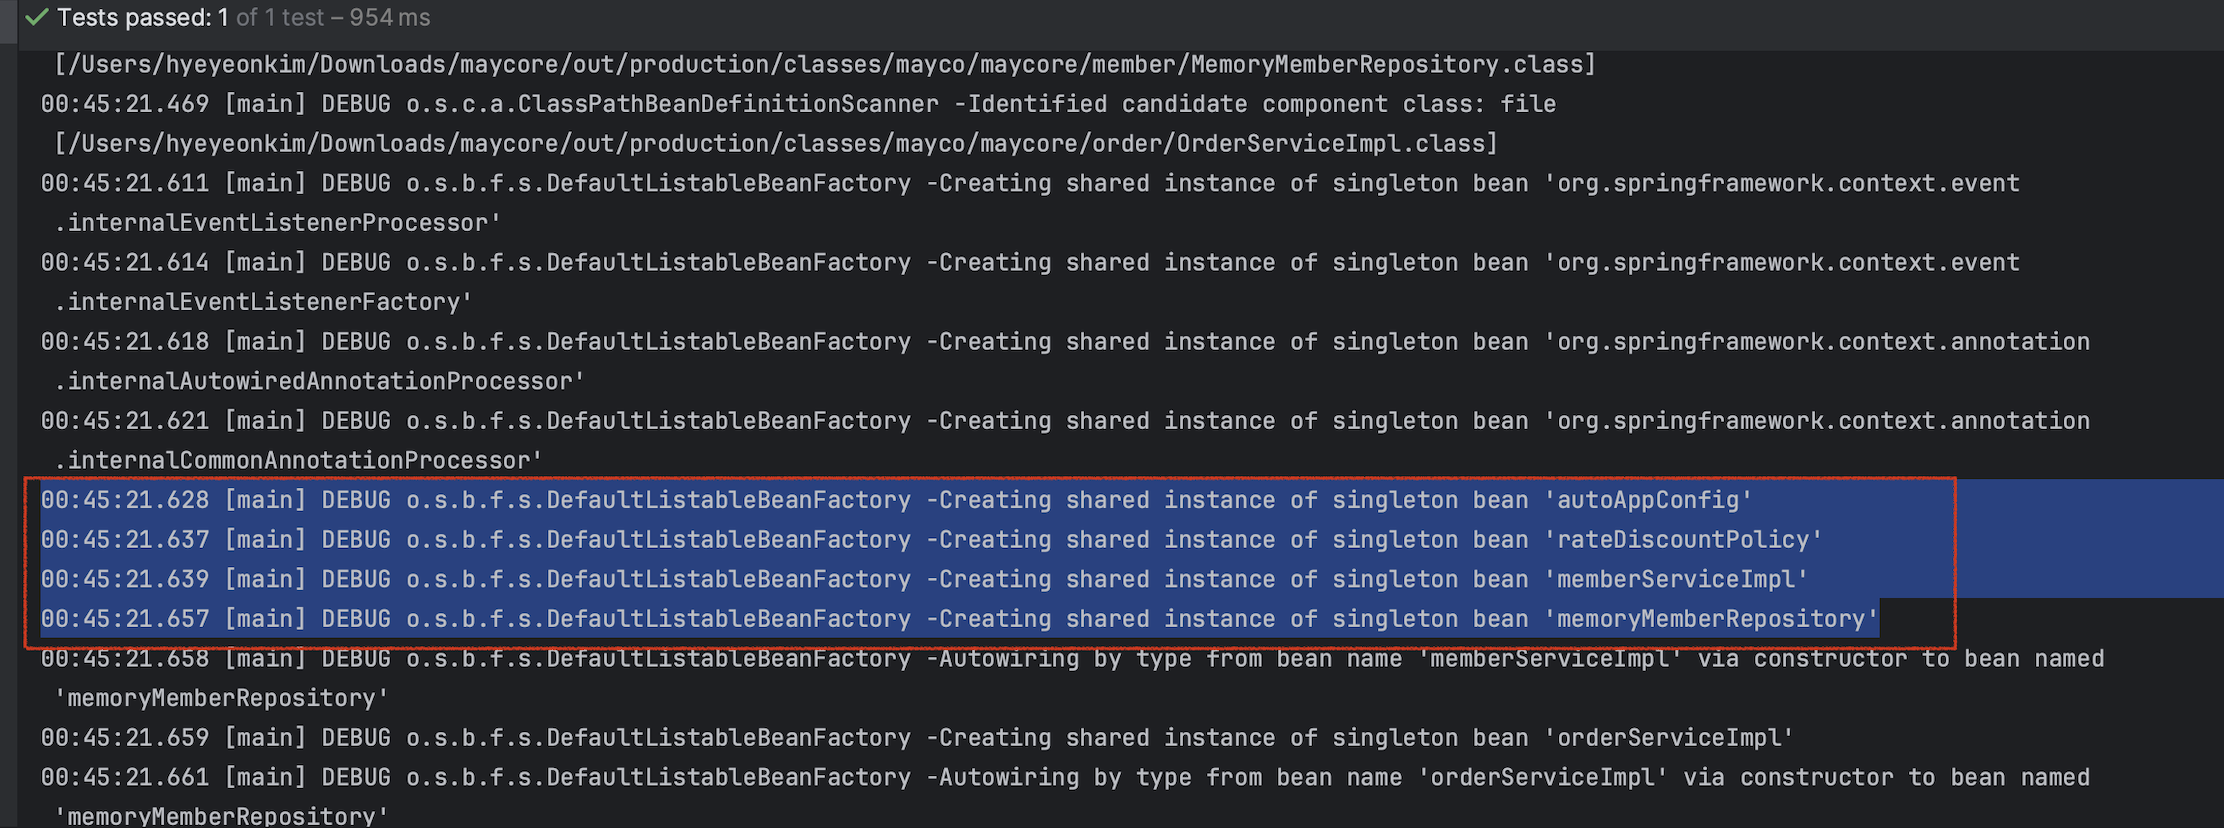 Tests passed: 1 of 1 test – 954 ms
[/Users/hyeyeonkim/Downloads/maycore/out/production/classes/mayco/maycore/member/MemoryMemberRepository.class]
00:45:21.469 [main] DEBUG o.s.c.a.ClassPathBeanDefinitionScanner -Identified candidate component class: file
[/Users/hyeyeonkim/Downloads/maycore/out/production/classes/mayco/maycore/order/OrderServiceImpl.class]
00:45:21.611 [main] DEBUG o.s.b.f.s.DefaultListableBeanFactory -Creating shared instance of singleton bean 'org.springframework.context.event
.internalEventListenerProcessor'
00:45:21.614 [main] DEBUG o.s.b.f.s.DefaultListableBeanFactory -Creating shared instance of singleton bean 'org.springframework.context.event
.internalEventListenerFactory'
00:45:21.618 [main] DEBUG o.s.b.f.s.DefaultListableBeanFactory -Creating shared instance of singleton bean 'org.springframework.context.annotation
.internalAutowiredAnnotationProcessor'
00:45:21.621 [main] DEBUG o.s.b.f.s.DefaultListableBeanFactory -Creating shared instance of singleton bean 'org.springframework.context.annotation
.internalCommonAnnotationProcessor'
00:45:21.628 [main] DEBUG o.s.b.f.s.DefaultListableBeanFactory -Creating shared instance of singleton bean 'autoAppConfig'
00:45:21.637 [main] DEBUG o.s.b.f.s.DefaultListableBeanFactory -Creating shared instance of singleton bean 'rateDiscountPolicy'
00:45:21.639 [main] DEBUG o.s.b.f.s.DefaultListableBeanFactory -Creating shared instance of singleton bean 'memberServiceImpl'
00:45:21.657 [main] DEBUG o.s.b.f.s.DefaultListableBeanFactory -Creating shared instance of singleton bean 'memoryMemberRepository'
00:45:21.658 [main] DEBUG o.s.b.f.s.DefaultListableBeanFactory -Autowiring by type from bean name 'memberServiceImpl' via constructor to bean named
'memoryMemberRepository'
00:45:21.659 [main] DEBUG o.s.b.f.s.DefaultListableBeanFactory -Creating shared instance of singleton bean 'orderServiceImpl'
00:45:21.661 [main] DEBUG o.s.b.f.s.DefaultListableBeanFactory -Autowiring by type from bean name 'orderServiceImpl' via constructor to bean named
'memoryMemberRepository'